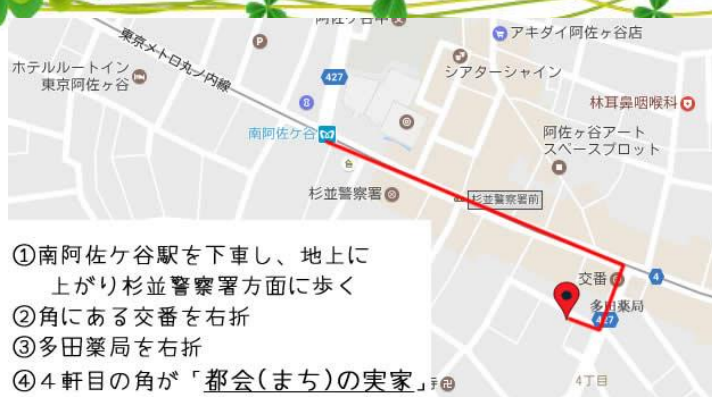 東京メトロ丸ノ内線
P
アキダイ阿佐ヶ谷店
シアターシャイン
ホテルルートイン
東京阿佐ヶ谷
427
林耳鼻咽喉科
南阿佐ケ谷
阿佐ヶ谷アート
スペースプロット
杉並警察署
杉並警察署前
①南阿佐ケ谷駅を下車し、地上に
上がり杉並警察署方面に歩く
②角にある交番を右折
③多田薬局を右折
④4軒目の角が「都会(まち)の実家」
交番
4
多田薬局
427
4丁目